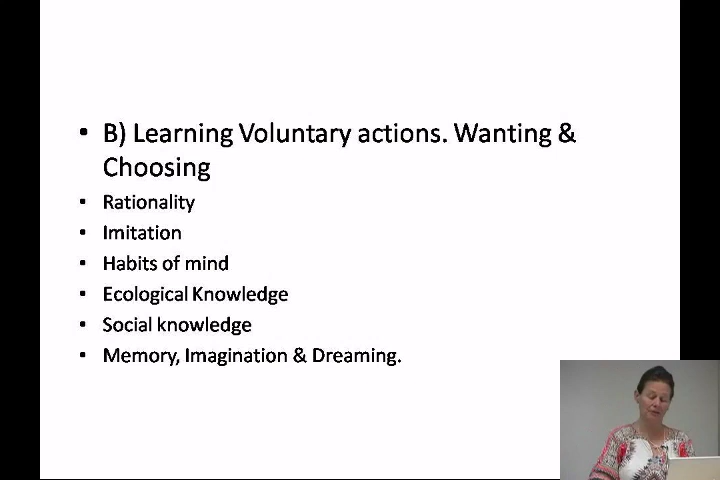 • B) Learning Voluntary actions. Wanting &
Choosing
• Rationality
• Imitation
• Habits of mind
• Ecological Knowledge
• Social knowledge
• Memory, Imagination & Dreaming.